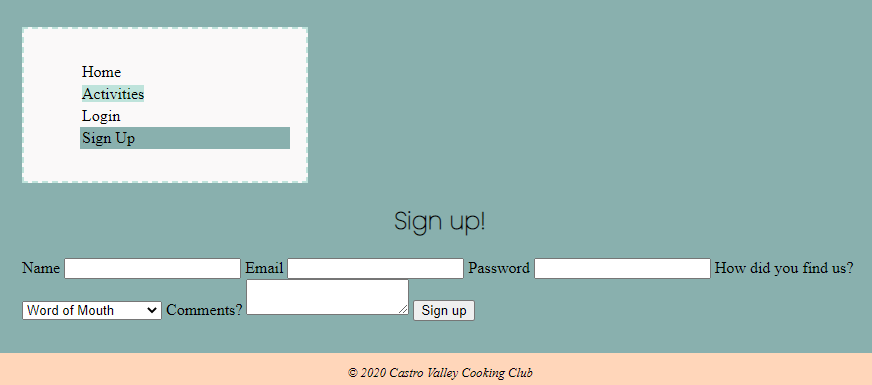 Home
Activities
Login
Sign Up
Sign up!
Name Email Password How did you find us?
Word of Mouth Comments? Sign up
© 2020 Castro Valley Cooking Club